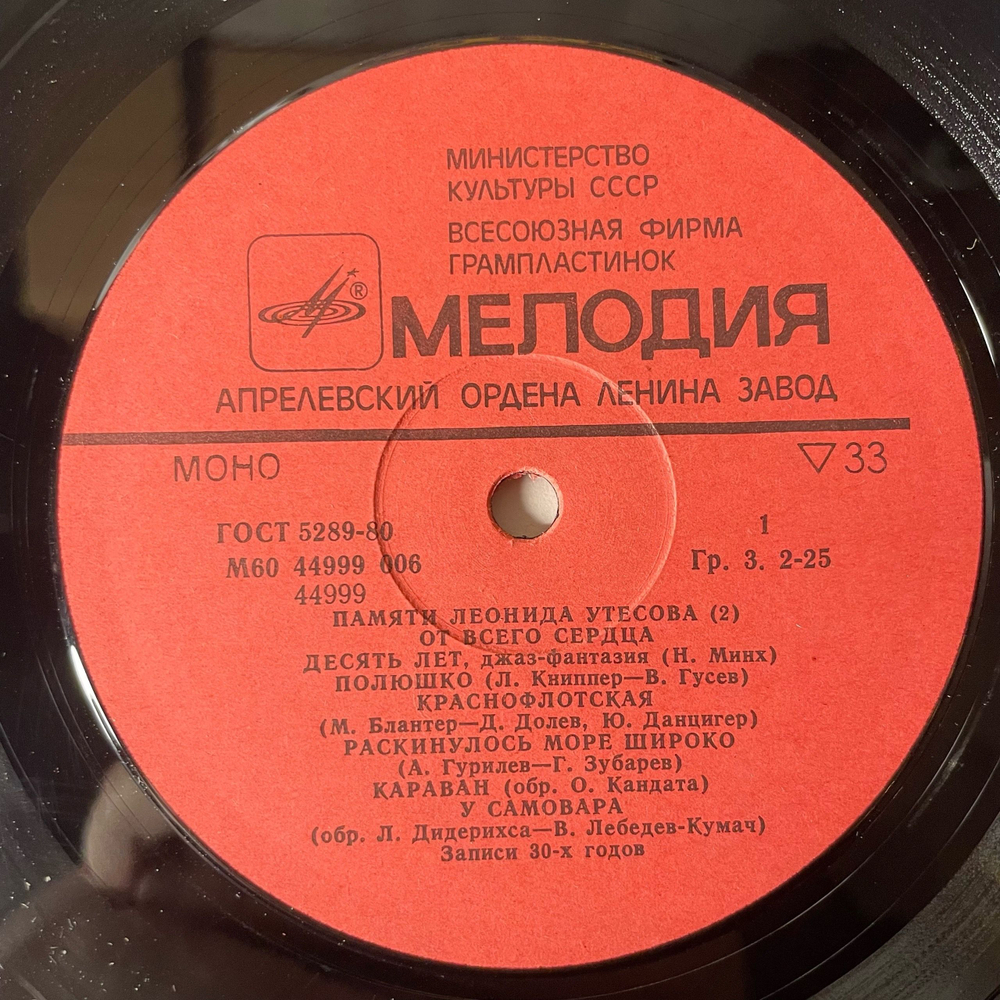 МИНИСТЕРСТВО
КУЛЬТУРЫ СССР
ВСЕСОЮЗНАЯ ФИРМА
ГРАМПЛАСТИНОК
®
МЕЛОДИЯ
АПРЕЛЕВСКИЙ ОРДЕНА ЛЕНИНА ЗАВОД
МОНО
▽33
ГОСТ 5289-80
1
М60 44999 006
Гр. 3. 2-25
44999
ПАМЯТИ ЛЕОНИДА УТЕСОВА (2)
ОТ ВСЕГО СЕРДЦА
ДЕСЯТЬ ЛЕТ, джаз-фантазия (Н. Минх)
ПОЛЮШКО (Л. Книппер—В. Гусев)
КРАСНОФЛОТСКАЯ
(М. Блантер—Д. Долев, Ю. Данцигер)
РАСКИНУЛОСЬ МОРЕ ШИРОКО
(А. Гурилев—Г. Зубарев)
КАРАВАН (обр. О. Кандата)
У САМОВАРА
(обр. Л. Дидерихса—В. Лебедев-Кумач)
Записи 30-х годов